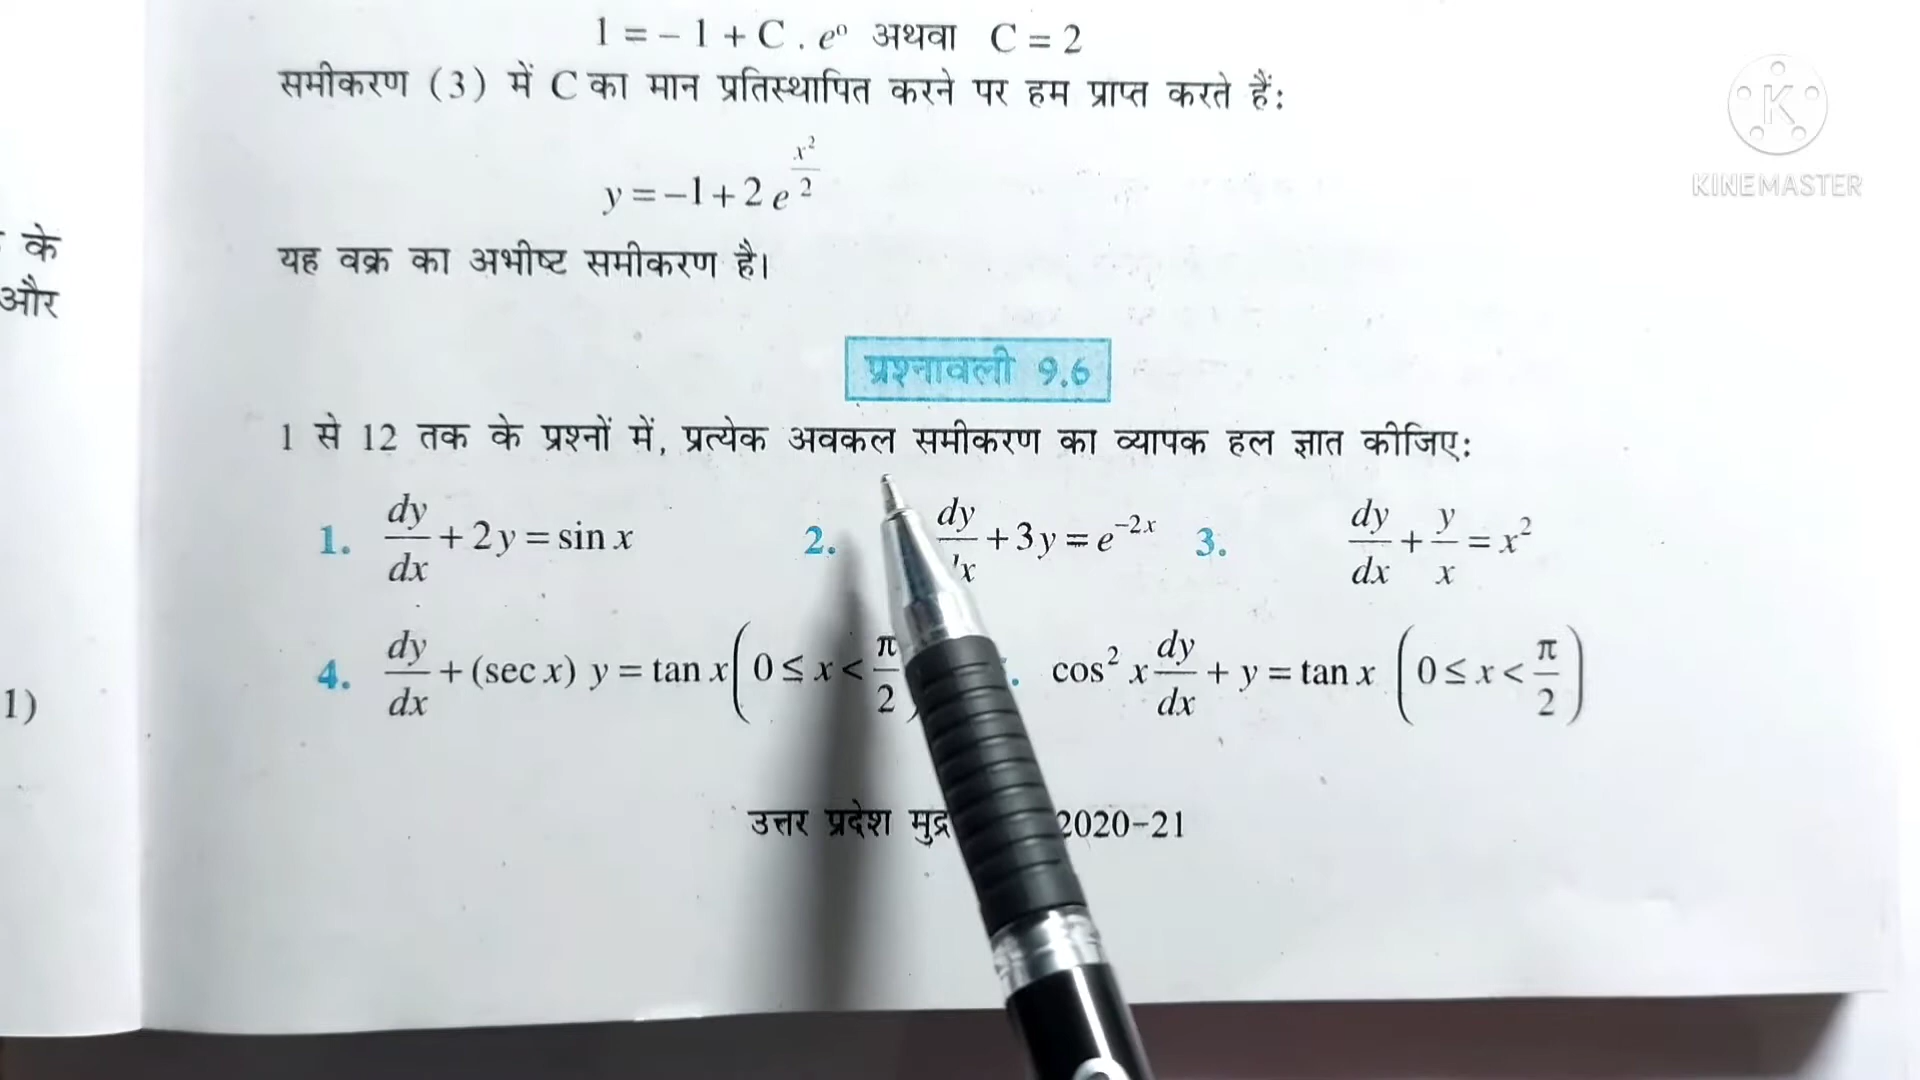 1 = – 1 + C . e⁰ अथवा C = 2
समीकरण (3) में C का मान प्रतिस्थापित करने पर हम प्राप्त करते हैं:
y = –1 + 2 e^(x²/2)
के
यह वक्र का अभीष्ट समीकरण है।
और
प्रश्नावली 9.6
1 से 12 तक के प्रश्नों में, प्रत्येक अवकल समीकरण का व्यापक हल ज्ञात कीजिए:
1. dy/dx + 2y = sin x 2. dy/ x + 3y = e^(–2x) 3. dy/dx + y/x = x²
4. dy/dx + (sec x) y = tan x (0 ≤ x < π/2) . cos² x dy/dx + y = tan x (0 ≤ x < π/2)
1)
उत्तर प्रदेश 2020–21
K
KINEMASTER